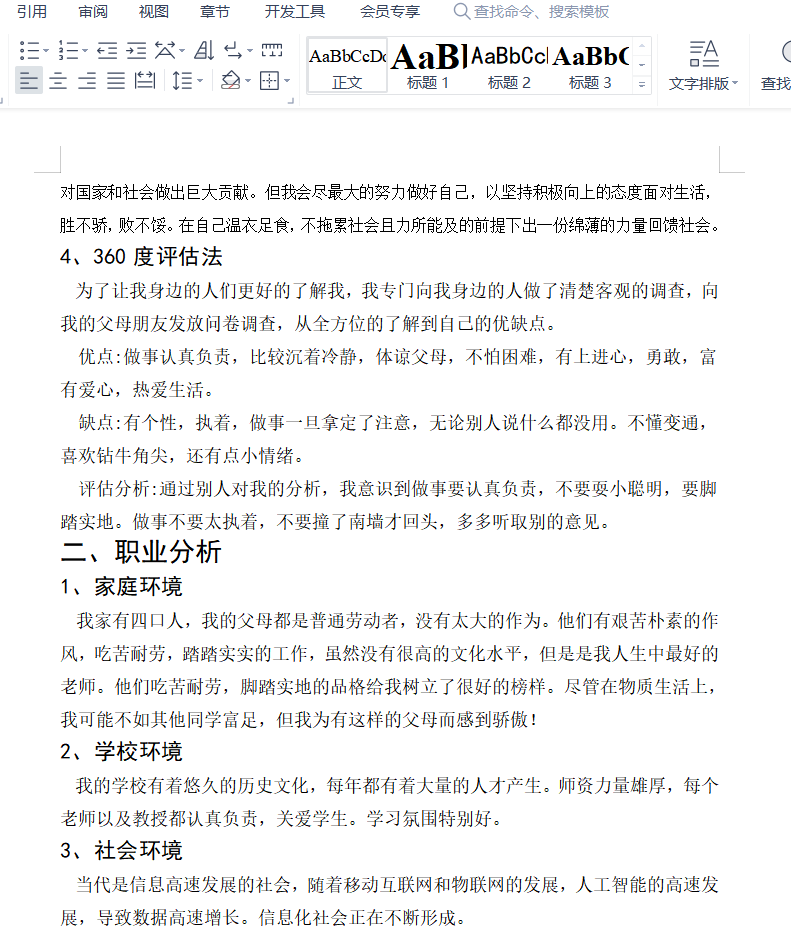 引用 审阅 视图 章节 开发工具 会员专享 查找命令、搜索模板
AaBbCcDd AaBl AaBbCcl AaBb(
正文 标题 1 标题 2 标题 3 文字排版 查找
对国家和社会做出巨大贡献。但我会尽最大的努力做好自己，以坚持积极向上的态度面对生活，
胜不骄，败不馁。在自己温衣足食，不拖累社会且力所能及的前提下出一份绵薄的力量回馈社会。
4、360 度评估法
为了让我身边的人们更好的了解我，我专门向我身边的人做了清楚客观的调查，向
我的父母朋友发放问卷调查，从全方位的了解到自己的优缺点。
优点:做事认真负责，比较沉着冷静，体谅父母，不怕困难，有上进心，勇敢，富
有爱心，热爱生活。
缺点:有个性，执着，做事一旦拿定了注意，无论别人说什么都没用。不懂变通，
喜欢钻牛角尖，还有点小情绪。
评估分析:通过别人对我的分析，我意识到做事要认真负责，不要耍小聪明，要脚
踏实地。做事不要太执着，不要撞了南墙才回头，多多听取别的意见。
二、职业分析
1、家庭环境
我家有四口人，我的父母都是普通劳动者，没有太大的作为。他们有艰苦朴素的作
风，吃苦耐劳，踏踏实实的工作，虽然没有很高的文化水平，但是是我人生中最好的
老师。他们吃苦耐劳，脚踏实地的品格给我树立了很好的榜样。尽管在物质生活上，
我可能不如其他同学富足，但我为有这样的父母而感到骄傲！
2、学校环境
我的学校有着悠久的历史文化，每年都有着大量的人才产生。师资力量雄厚，每个
老师以及教授都认真负责，关爱学生。学习氛围特别好。
3、社会环境
当代是信息高速发展的社会，随着移动互联网和物联网的发展，人工智能的高速发
展，导致数据高速增长。信息化社会正在不断形成。